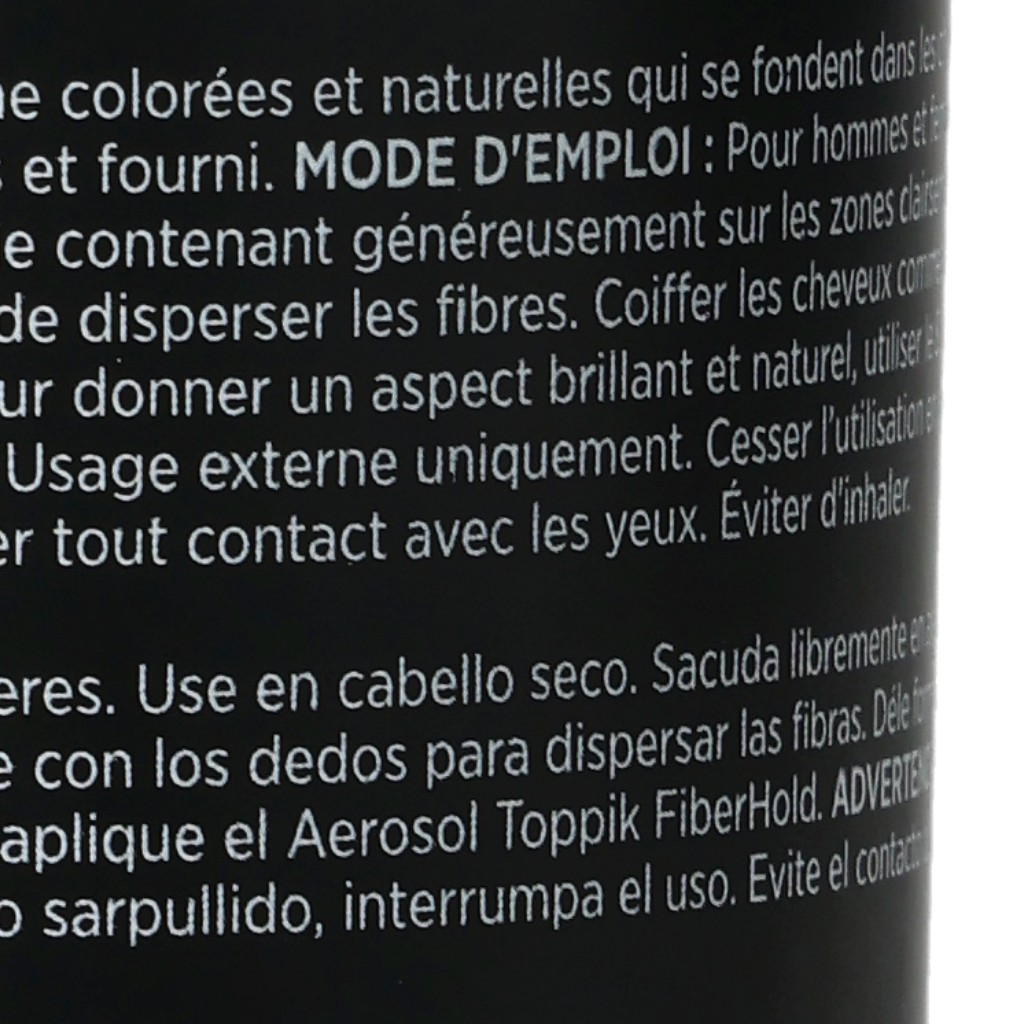 colorées et naturelles qui se fondent dans les
et fourni. MODE D'EMPLOI : Pour hommes et
contenant généreusement sur les zones
de disperser les fibres. Coiffer les cheveux
donner un aspect brillant et naturel, utiliser le
Usage externe uniquement. Cesser l'utilisation
tout contact avec les yeux. Éviter d'inhaler.
Use en cabello seco. Sacuda libremente en
con los dedos para dispersar las fibras. Déle
aplique el Aerosol Toppik FiberHold.
o sarpullido, interrumpa el uso. Evite el contacto